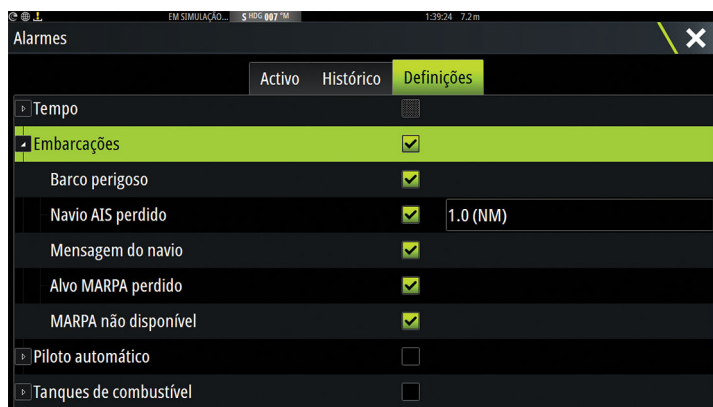 EM SIMULAÇÃO... S HDG 007 °M 1:39:24 7.2 m
Alarmes
Activo Histórico Definições
Tempo
Embarcações
Barco perigoso
Navio AIS perdido 1.0 (NM)
Mensagem do navio
Alvo MARPA perdido
MARPA não disponível
Piloto automático
Tanques de combustível